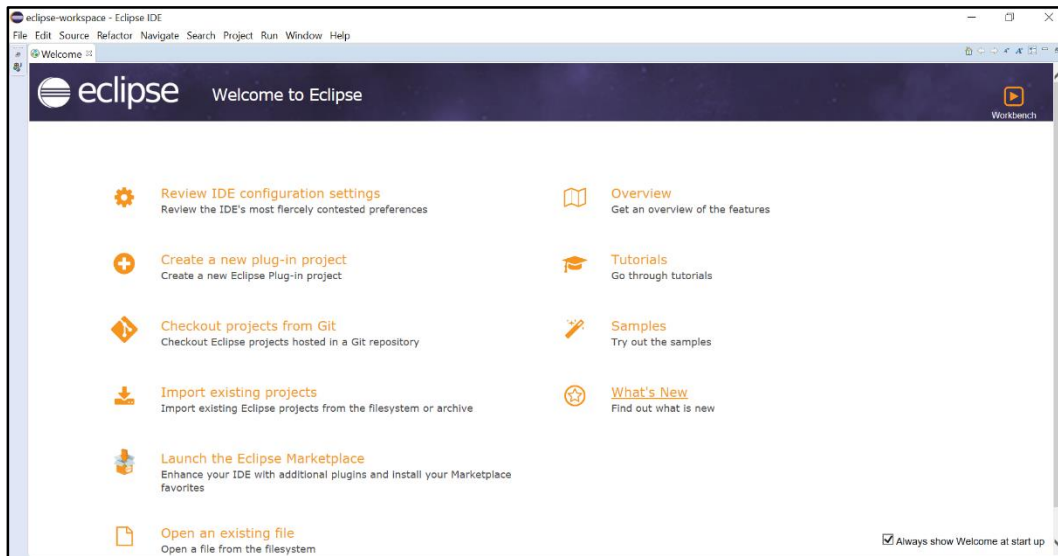 eclipse-workspace - Eclipse IDE
File Edit Source Refactor Navigate Search Project Run Window Help
Welcome
eclipse Welcome to Eclipse
Workbench
Review IDE configuration settings
Review the IDE's most fiercely contested preferences
Create a new plug-in project
Create a new Eclipse Plug-in project
Checkout projects from Git
Checkout Eclipse projects hosted in a Git repository
Import existing projects
Import existing Eclipse projects from the filesystem or archive
Launch the Eclipse Marketplace
Enhance your IDE with additional plugins and install your Marketplace
favorites
Open an existing file
Open a file from the filesystem
Overview
Get an overview of the features
Tutorials
Go through tutorials
Samples
Try out the samples
What's New
Find out what is new
Always show Welcome at start up